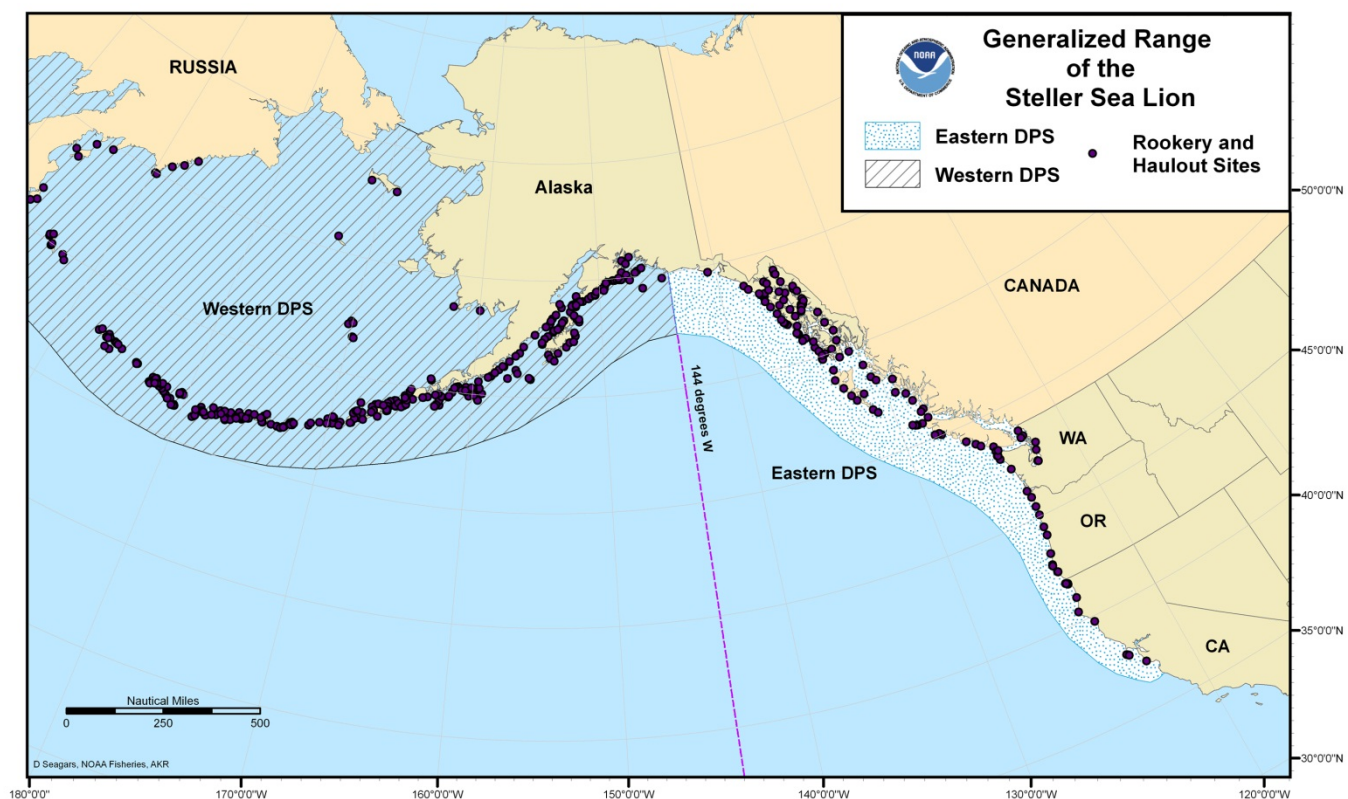 Generalized Range
of the
Steller Sea Lion
NOAA
Eastern DPS
Western DPS
Rookery and
Haulout Sites
RUSSIA
Alaska
CANADA
Western DPS
144 degrees W
Eastern DPS
WA
OR
CA
50°0'0"N
45°0'0"N
40°0'0"N
35°0'0"N
30°0'0"N
Nautical Miles
0 250 500
D Seagars, NOAA Fisheries, AKR
180°0'0" 170°0'0"W 160°0'0"W 150°0'0"W 140°0'0"W 130°0'0"W 120°0'0"W